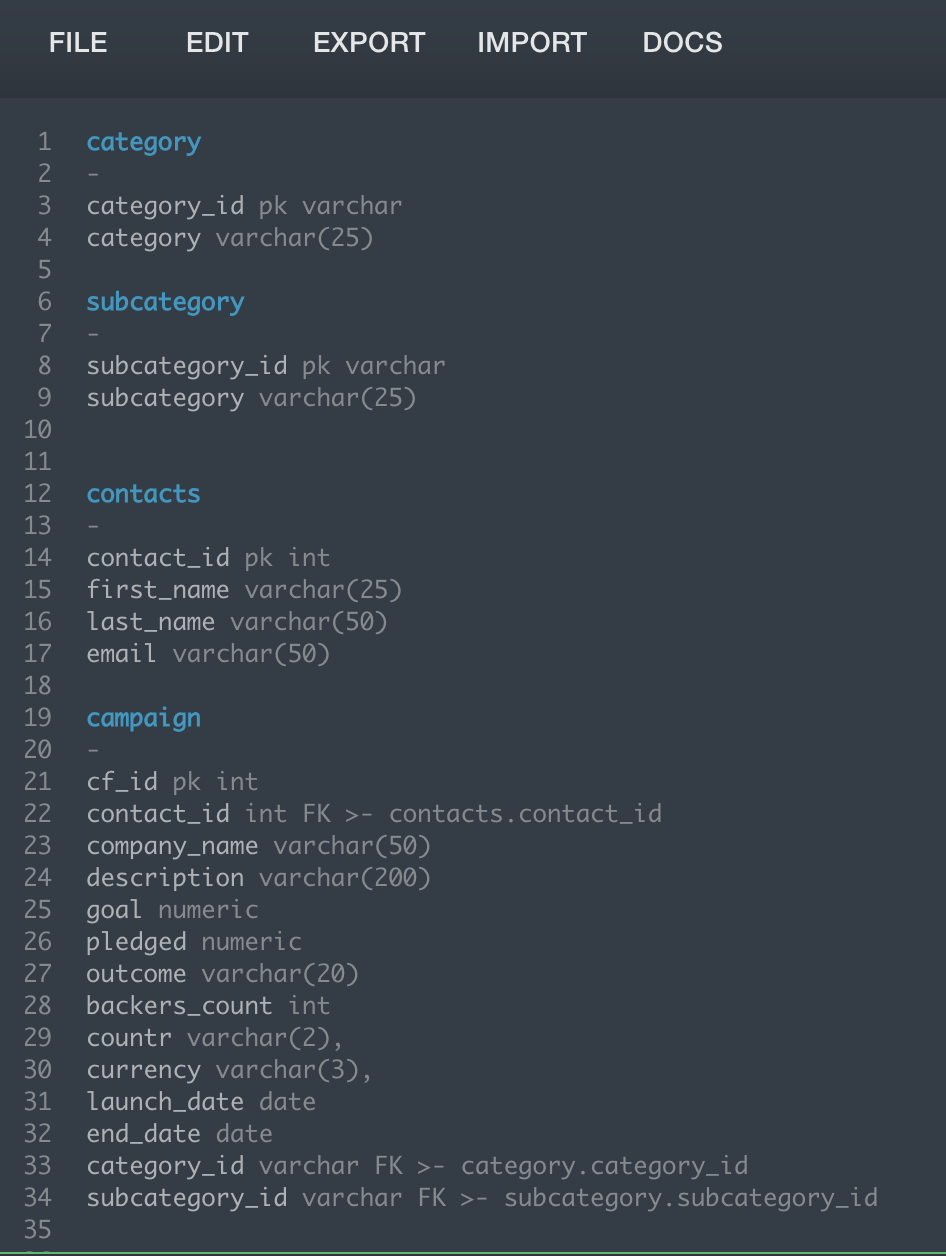 FILE EDIT EXPORT IMPORT DOCS
1 category
2 -
3 category_id pk varchar
4 category varchar(25)
5
6 subcategory
7 -
8 subcategory_id pk varchar
9 subcategory varchar(25)
10
11
12 contacts
13 -
14 contact_id pk int
15 first_name varchar(25)
16 last_name varchar(50)
17 email varchar(50)
18
19 campaign
20 -
21 cf_id pk int
22 contact_id int FK >- contacts.contact_id
23 company_name varchar(50)
24 description varchar(200)
25 goal numeric
26 pledged numeric
27 outcome varchar(20)
28 backers_count int
29 countr varchar(2),
30 currency varchar(3),
31 launch_date date
32 end_date date
33 category_id varchar FK >- category.category_id
34 subcategory_id varchar FK >- subcategory.subcategory_id
35